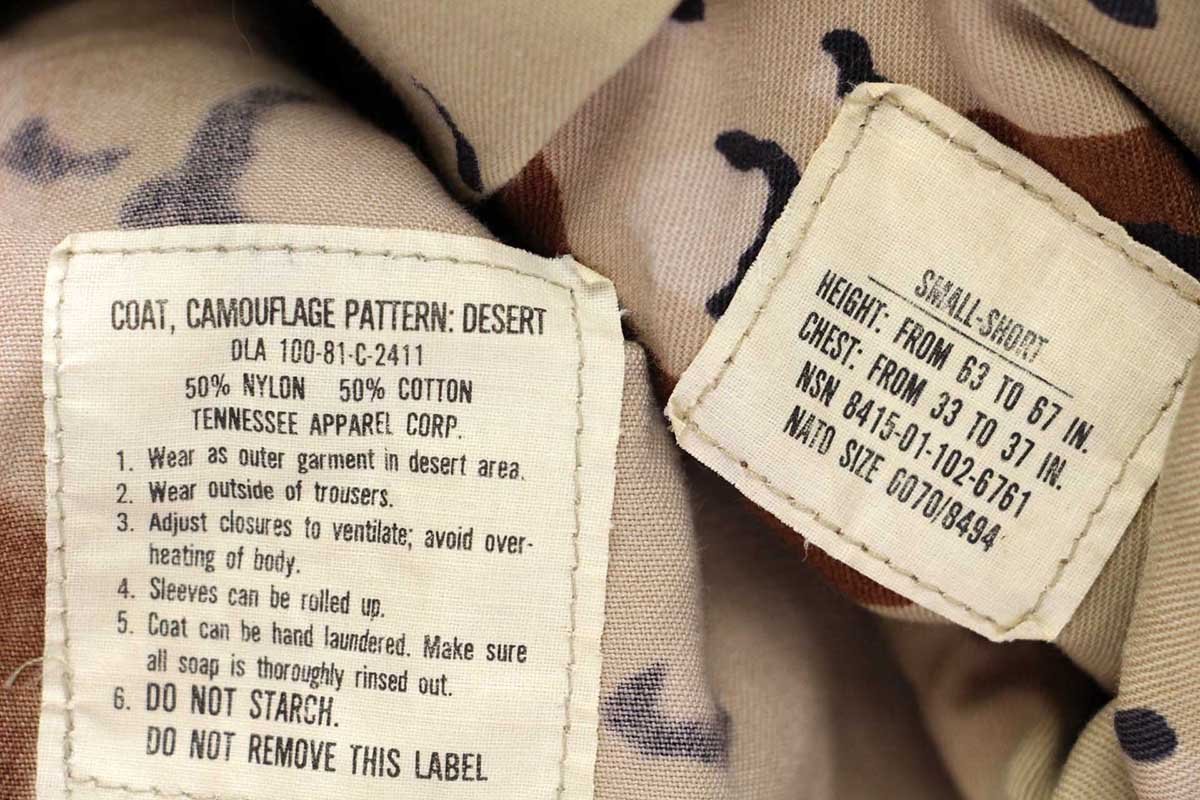 COAT, CAMOUFLAGE PATTERN: DESERT
DLA 100-81-C-2411
50% NYLON 50% COTTON
TENNESSEE APPAREL CORP.
1. Wear as outer garment in desert area.
2. Wear outside of trousers.
3. Adjust closures to ventilate; avoid over-
heating of body.
4. Sleeves can be rolled up.
5. Coat can be hand laundered. Make sure
all soap is thoroughly rinsed out.
6. DO NOT STARCH.
DO NOT REMOVE THIS LABEL
SMALL-SHORT
HEIGHT: FROM 63 TO 67 IN.
CHEST: FROM 33 TO 37 IN.
NSN 8415-01-102-6761
NATO SIZE 6070/8494